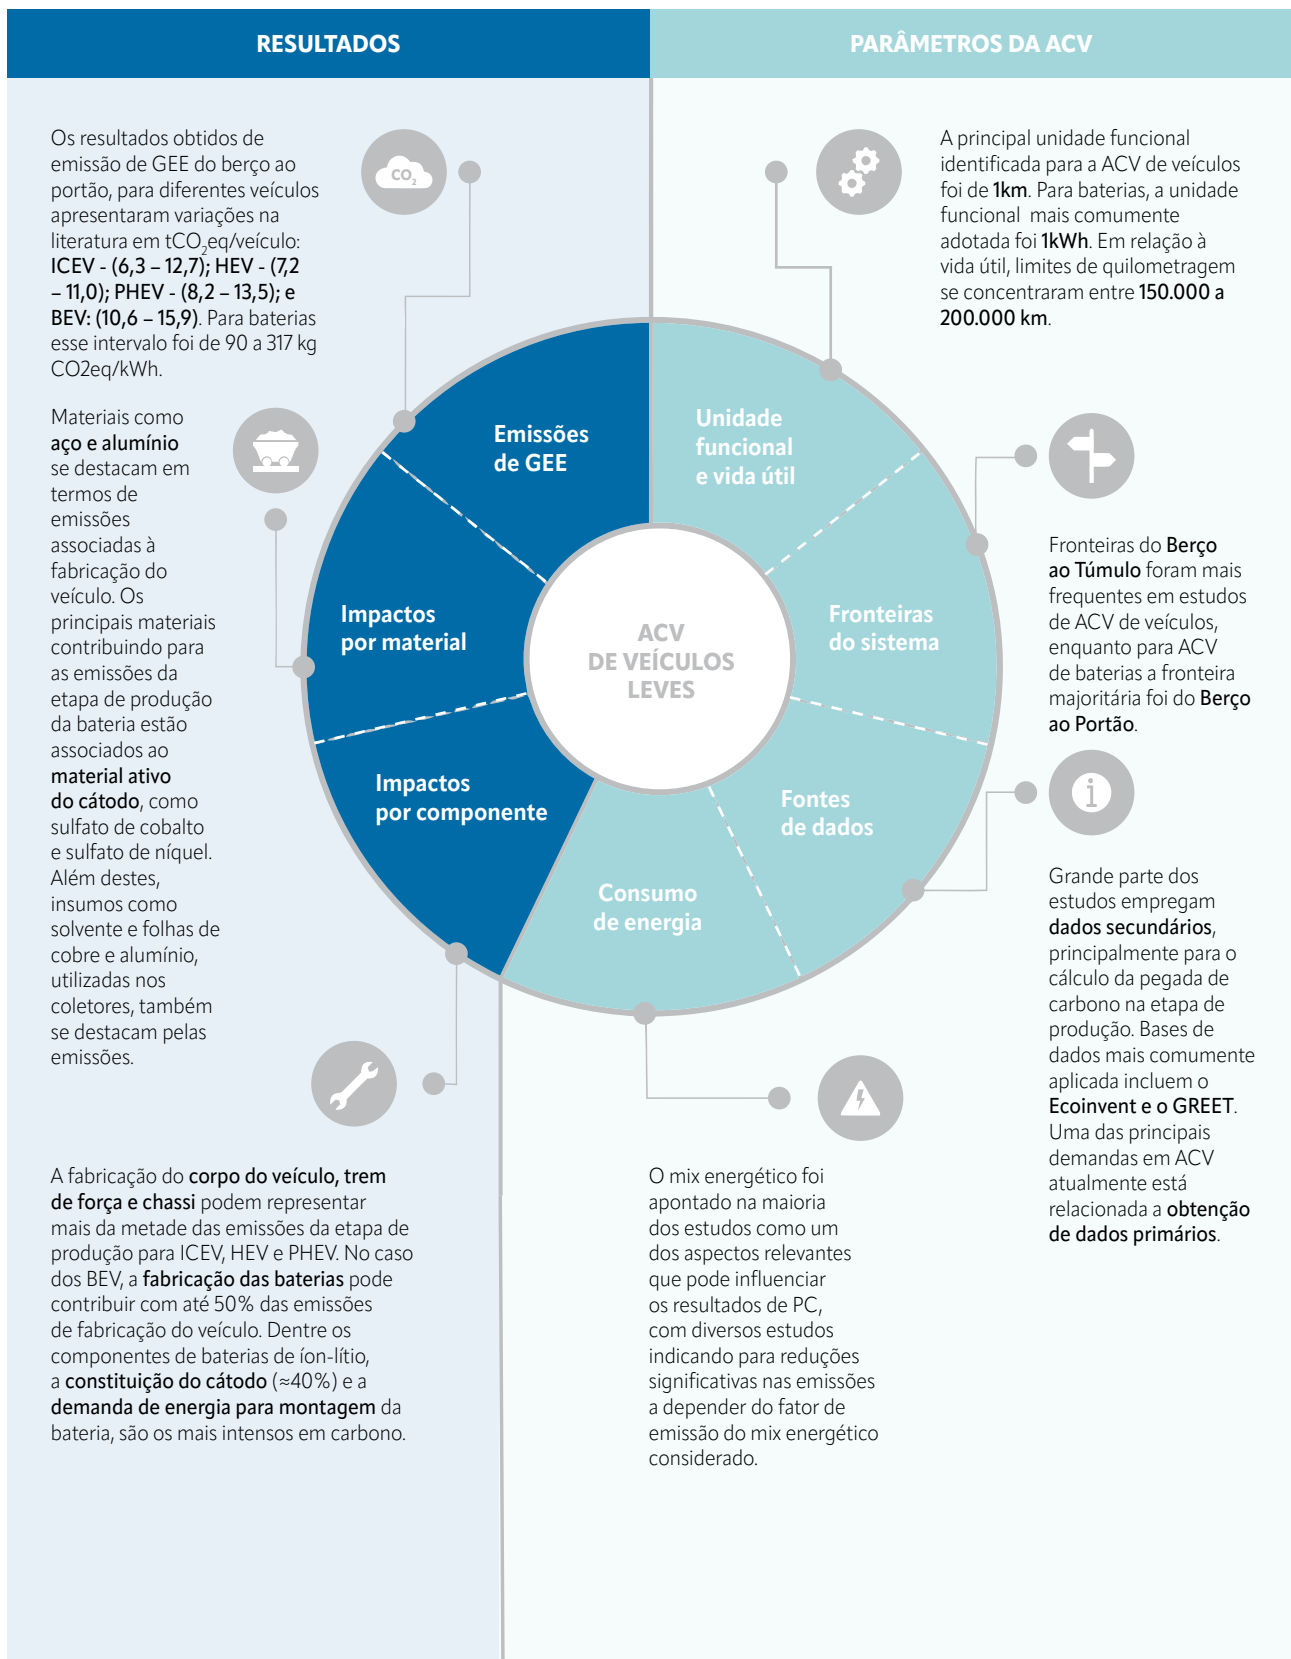 RESULTADOS
PARÂMETROS DA ACV
Os resultados obtidos de
emissão de GEE do berço ao
portão, para diferentes veículos
apresentaram variações na
literatura em tCO₂eq/veículo:
ICEV - (6,3 – 12,7); HEV - (7,2
– 11,0); PHEV - (8,2 – 13,5); e
BEV: (10,6 – 15,9). Para baterias
esse intervalo foi de 90 a 317 kg
CO2eq/kWh.
CO₂
A principal unidade funcional
identificada para a ACV de veículos
foi de 1km. Para baterias, a unidade
funcional mais comumente
adotada foi 1kWh. Em relação à
vida útil, limites de quilometragem
se concentraram entre 150.000 a
200.000 km.
Materiais como
aço e alumínio
se destacam em
termos de
emissões
associadas à
fabricação do
veículo. Os
principais materiais
contribuindo para
as emissões da
etapa de produção
da bateria estão
associados ao
material ativo
do cátodo, como
sulfato de cobalto
e sulfato de níquel.
Além destes,
insumos como
solvente e folhas de
cobre e alumínio,
utilizadas nos
coletores, também
se destacam pelas
emissões.
Emissões
de GEE
Unidade
funcional
e vida útil
Impactos
por material
ACV
DE VEÍCULOS
LEVES
Fronteiras
do sistema
Impactos
por componente
Fontes
de dados
Consumo
de energia
Fronteiras do Berço
ao Túmulo foram mais
frequentes em estudos
de ACV de veículos,
enquanto para ACV
de baterias a fronteira
majoritária foi do Berço
ao Portão.
i
Grande parte dos
estudos empregam
dados secundários,
principalmente para o
cálculo da pegada de
carbono na etapa de
produção. Bases de
dados mais comumente
aplicada incluem o
Ecoinvent e o GREET.
Uma das principais
demandas em ACV
atualmente está
relacionada a obtenção
de dados primários.
A fabricação do corpo do veículo, trem
de força e chassi podem representar
mais da metade das emissões da etapa de
produção para ICEV, HEV e PHEV. No caso
dos BEV, a fabricação das baterias pode
contribuir com até 50% das emissões
de fabricação do veículo. Dentre os
componentes de baterias de íon-lítio,
a constituição do cátodo (≈40%) e a
demanda de energia para montagem da
bateria, são os mais intensos em carbono.
O mix energético foi
apontado na maioria
dos estudos como um
dos aspectos relevantes
que pode influenciar
os resultados de PC,
com diversos estudos
indicando para reduções
significativas nas emissões
a depender do fator de
emissão do mix energético
considerado.